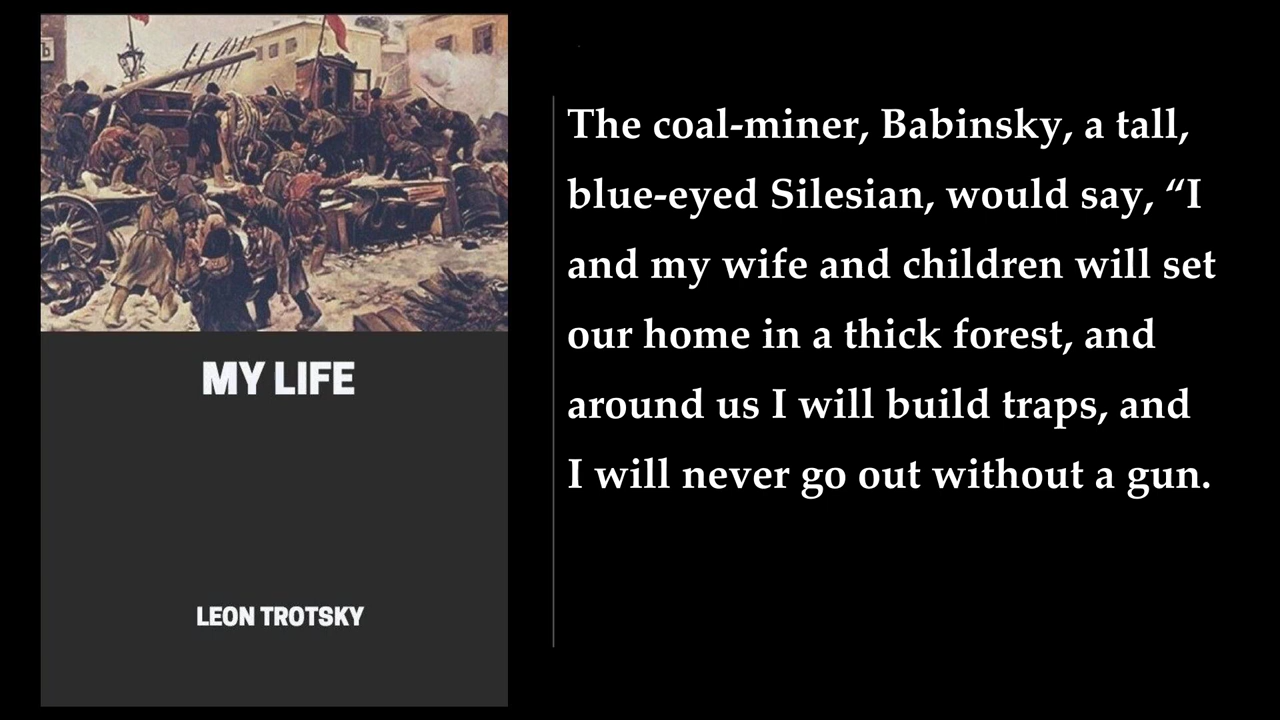 Ъ
MY LIFE
LEON TROTSKY
The coal-miner, Babinsky, a tall,
blue-eyed Silesian, would say, “I
and my wife and children will set
our home in a thick forest, and
around us I will build traps, and
I will never go out without a gun.